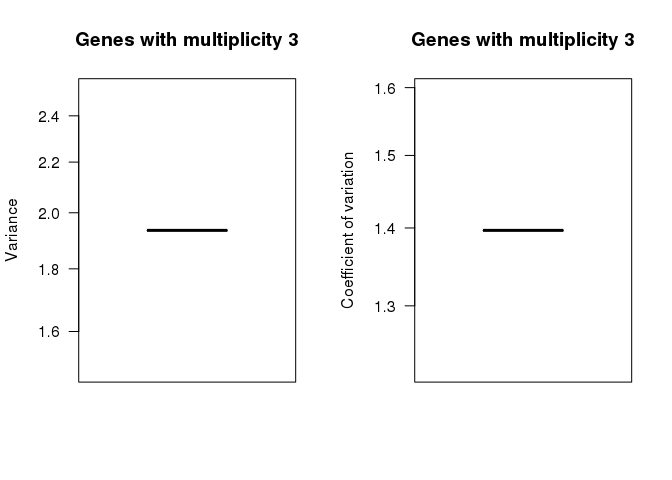 Genes with multiplicity 3
Variance
2.4
2.2
2.0
1.8
1.6
Genes with multiplicity 3
Coefficient of variation
1.6
1.5
1.4
1.3